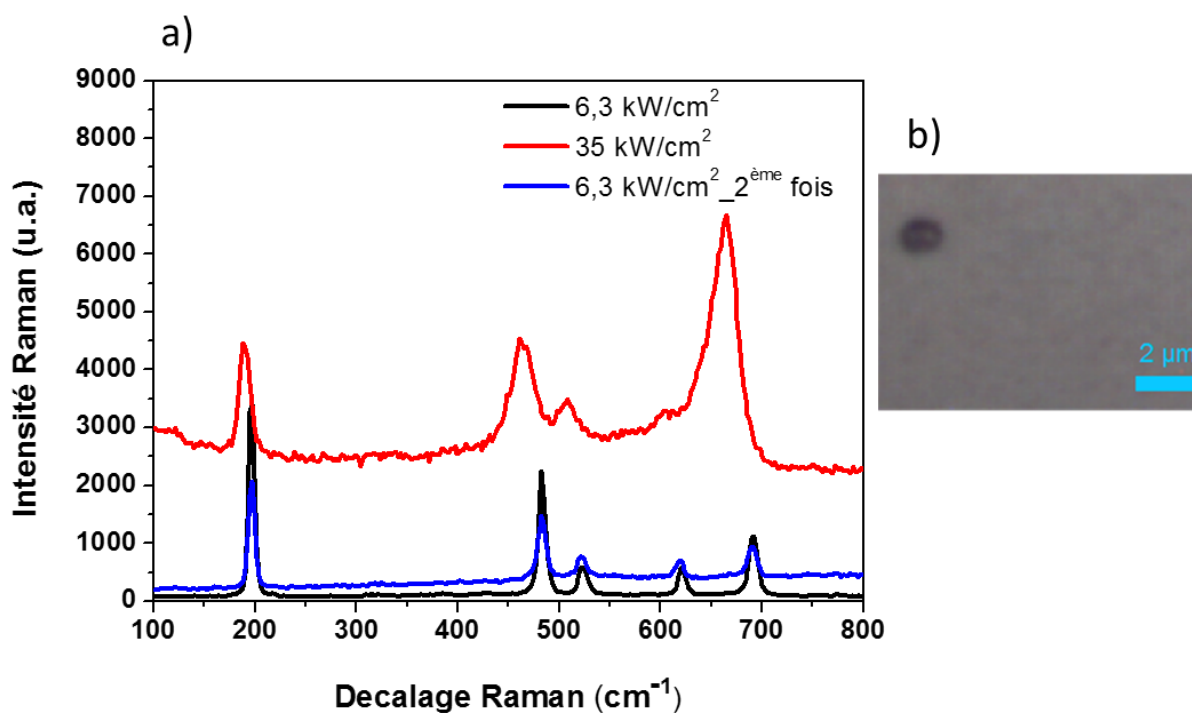 a)
9000
8000
7000
6000
5000
4000
3000
2000
1000
0
Intensité Raman (u.a.)
6,3 kW/cm²
35 kW/cm²
6,3 kW/cm²_2ème fois
100 200 300 400 500 600 700 800
Decalage Raman (cm⁻¹)
b)
2 µm